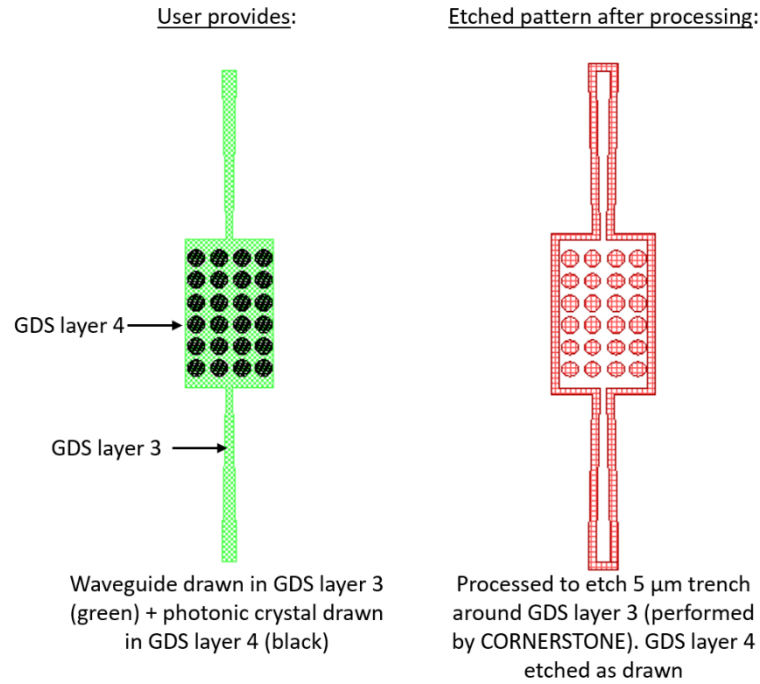 User provides:
Etched pattern after processing:
GDS layer 4
GDS layer 3
Waveguide drawn in GDS layer 3
(green) + photonic crystal drawn
in GDS layer 4 (black)
Processed to etch 5 μm trench
around GDS layer 3 (performed
by CORNERSTONE). GDS layer 4
etched as drawn